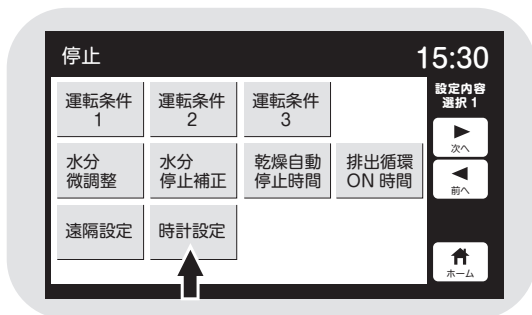 停止
15:30
設定内容
選択 1
運転条件
1
運転条件
2
運転条件
3
次へ
水分
微調整
水分
停止補正
乾燥自動
停止時間
排出循環
ON 時間
前へ
遠隔設定
時計設定
ホーム